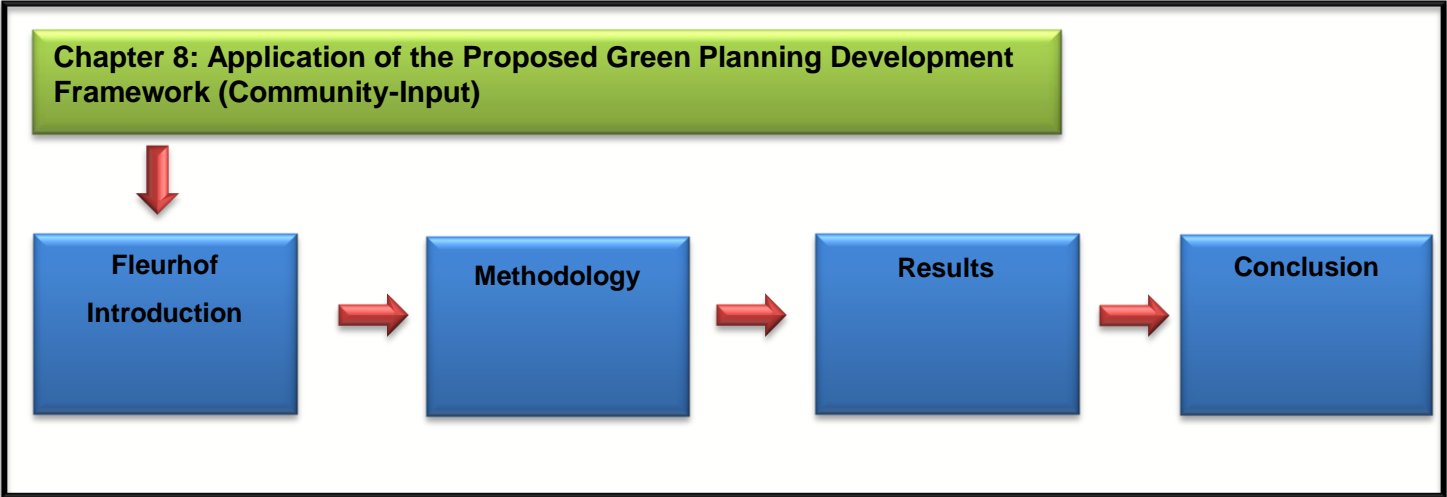 Chapter 8: Application of the Proposed Green Planning Development
Framework (Community-Input)
Fleurhof
Introduction
Methodology
Results
Conclusion